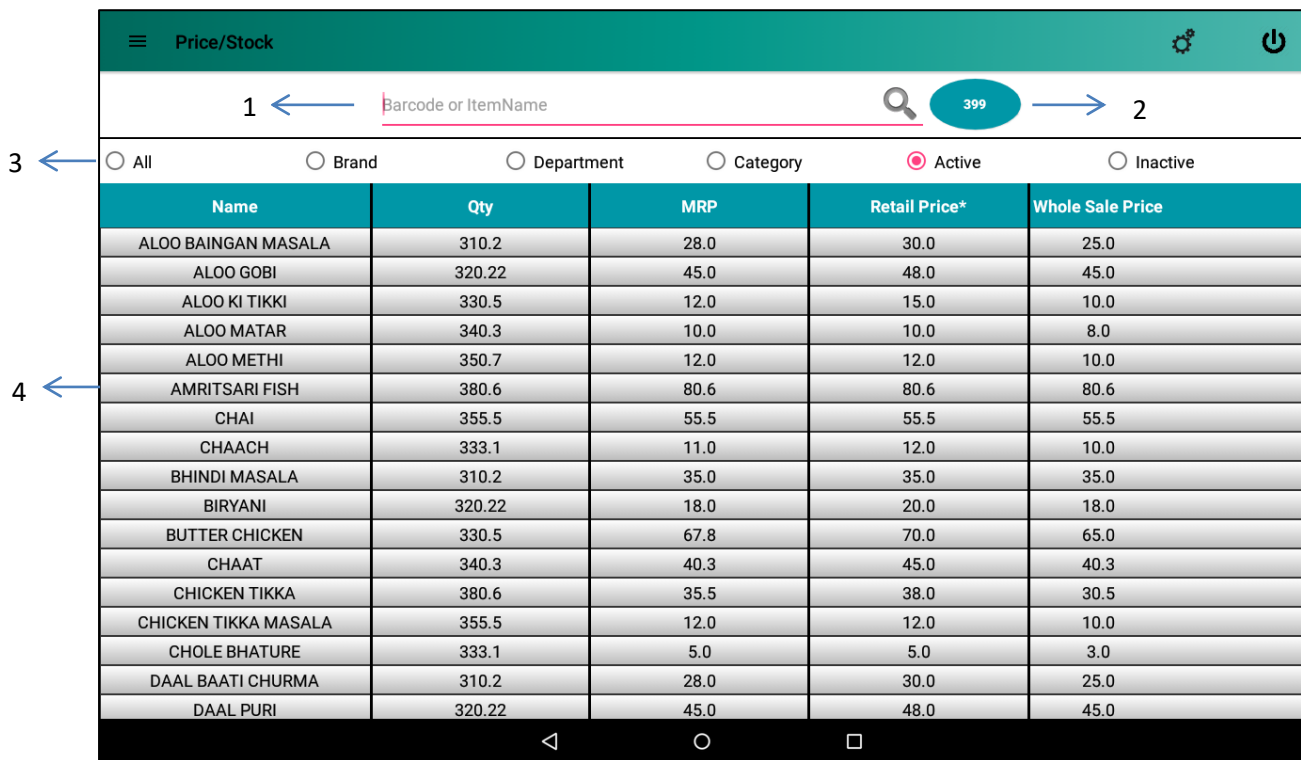 Price/Stock
1 Barcode or ItemName 399 2
3 All Brand Department Category Active Inactive
Name Qty MRP Retail Price* Whole Sale Price
ALOO BAINGAN MASALA 310.2 28.0 30.0 25.0
ALOO GOBI 320.22 45.0 48.0 45.0
ALOO KI TIKKI 330.5 12.0 15.0 10.0
ALOO MATAR 340.3 10.0 10.0 8.0
ALOO METHI 350.7 12.0 12.0 10.0
4 AMRITSARI FISH 380.6 80.6 80.6 80.6
CHAI 355.5 55.5 55.5 55.5
CHAACH 333.1 11.0 12.0 10.0
BHINDI MASALA 310.2 35.0 35.0 35.0
BIRYANI 320.22 18.0 20.0 18.0
BUTTER CHICKEN 330.5 67.8 70.0 65.0
CHAAT 340.3 40.3 45.0 40.3
CHICKEN TIKKA 380.6 35.5 38.0 30.5
CHICKEN TIKKA MASALA 355.5 12.0 12.0 10.0
CHOLE BHATURE 333.1 5.0 5.0 3.0
DAAL BAATI CHURMA 310.2 28.0 30.0 25.0
DAAL PURI 320.22 45.0 48.0 45.0